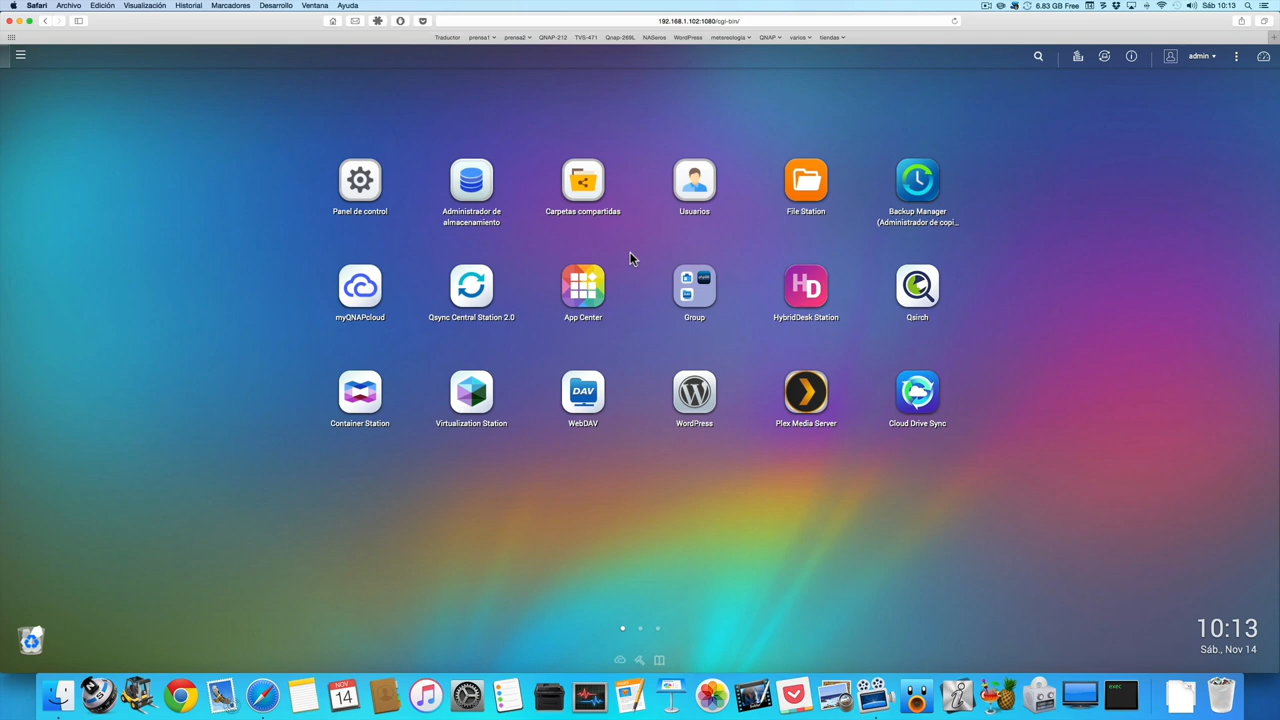 Safari Archivo Edición Visualización Historial Marcadores Desarrollo Ventana Ayuda 6.83 GB Free Sáb 10:13
192.168.1.102:1080/cgi-bin/
Traductor prensa1 prensa2 QNAP-212 TVS-471 Qnap-269L NASeros WordPress metereologia QNAP varios tiendas
admin
Panel de control Administrador de almacenamiento Carpetas compartidas Usuarios File Station Backup Manager (Administrador de copi...
myQNAPcloud Qsync Central Station 2.0 App Center Group HD HybridDesk Station Qsirch
Container Station Virtualization Station DAV WebDAV WordPress Plex Media Server Cloud Drive Sync
10:13
Sáb., Nov 14
NOV
14
exec